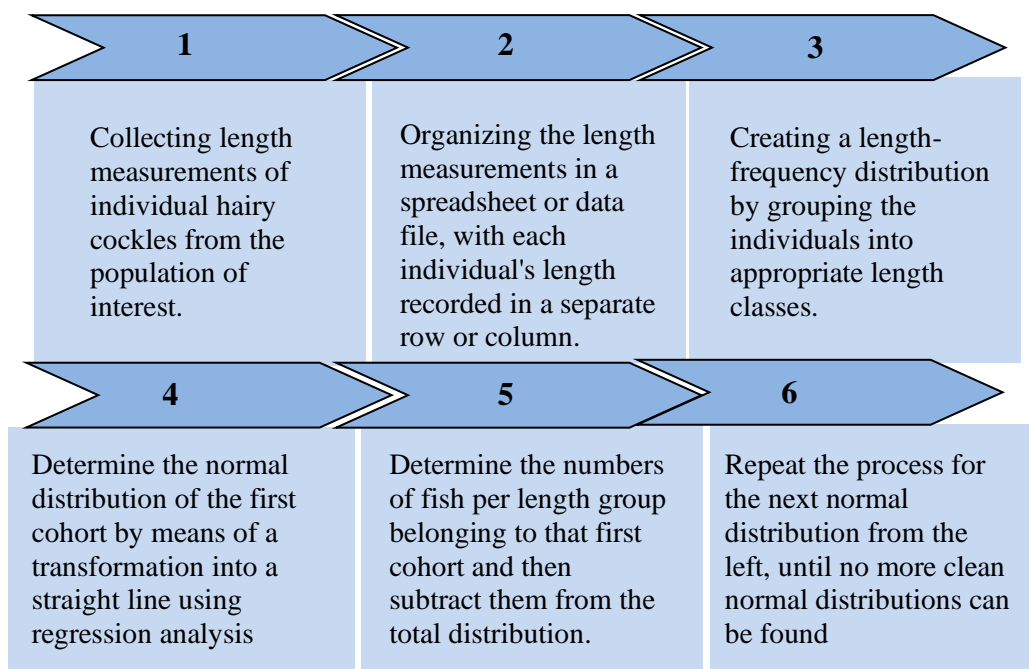 1
Collecting length
measurements of
individual hairy
cockles from the
population of
interest.
2
Organizing the length
measurements in a
spreadsheet or data
file, with each
individual's length
recorded in a separate
row or column.
3
Creating a length-
frequency distribution
by grouping the
individuals into
appropriate length
classes.
4
Determine the normal
distribution of the first
cohort by means of a
transformation into a
straight line using
regression analysis
5
Determine the numbers
of fish per length group
belonging to that first
cohort and then
subtract them from the
total distribution.
6
Repeat the process for
the next normal
distribution from the
left, until no more clean
normal distributions can
be found